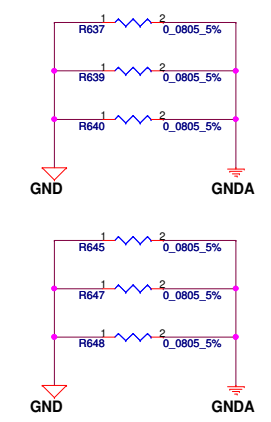 1 2
R637 0_0805_5%
1 2
R639 0_0805_5%
1 2
R640 0_0805_5%
GND GNDA
1 2
R645 0_0805_5%
1 2
R647 0_0805_5%
1 2
R648 0_0805_5%
GND GNDA